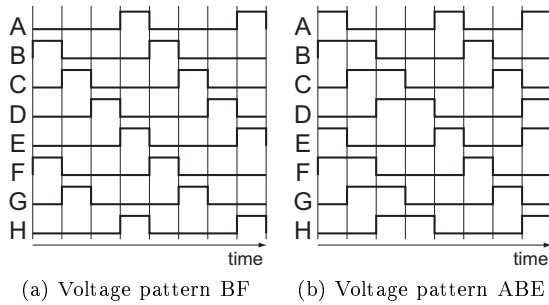 A A
B B
C C
D D
E E
F F
G G
H H
time time
(a) Voltage pattern BF (b) Voltage pattern ABE